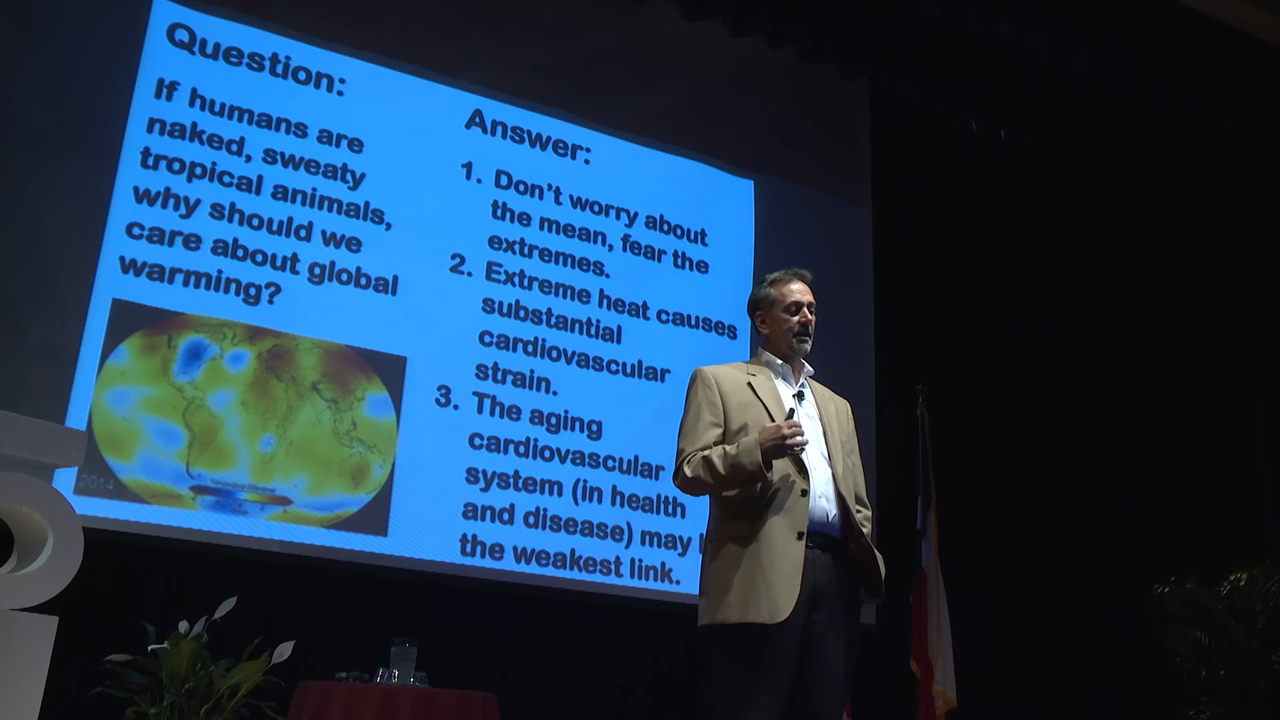 Question:
If humans are
naked, sweaty
tropical animals,
why should we
care about global
warming?
2014
Answer:
1. Don't worry about
the mean, fear the
extremes.
2. Extreme heat causes
substantial
cardiovascular
strain.
3. The aging
cardiovascular
system (in health
and disease) may
the weakest link.